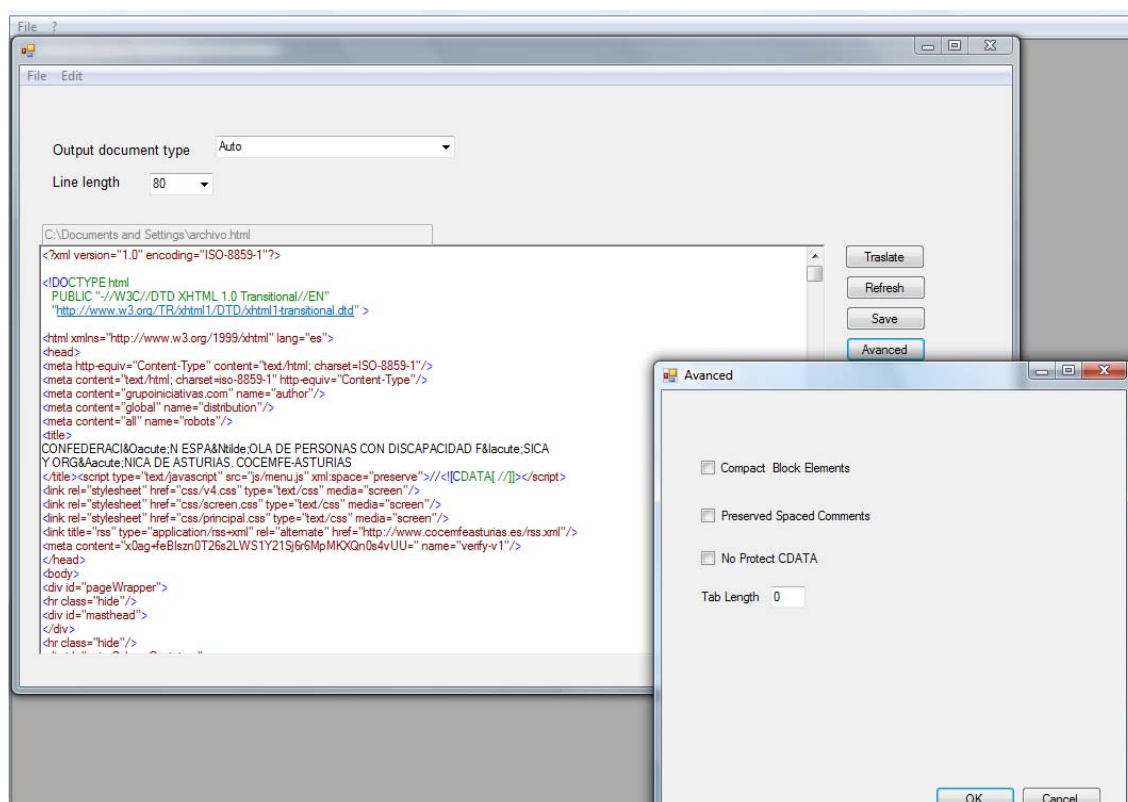 File ?
File Edit
Output document type Auto
Line length 80
C:\Documents and Settings\archivo.html
<?xml version="1.0" encoding="ISO-8859-1"?>
<!DOCTYPE html
PUBLIC "-//W3C//DTD XHTML 1.0 Transitional//EN"
"http://www.w3.org/TR/xhtml1/DTD/xhtml1-transitional.dtd" >
<html xmlns="http://www.w3.org/1999/xhtml" lang="es">
<head>
<meta http-equiv="Content-Type" content="text/html; charset=ISO-8859-1"/>
<meta content="text/html; charset=iso-8859-1" http-equiv="Content-Type"/>
<meta content="grupoiniciativas.com" name="author"/>
<meta content="global" name="distribution"/>
<meta content="all" name="robots"/>
<title>
CONFEDERACI&Oacute;N ESPA&Ntilde;OLA DE PERSONAS CON DISCAPACIDAD F&Iacute;SICA
Y ORG&Aacute;NICA DE ASTURIAS. COCEMFE-ASTURIAS
</title><script type="text/javascript" src="js/menu.js" xml:space="preserve">//<![CDATA[ //]]></script>
<link rel="stylesheet" href="css/v4.css" type="text/css" media="screen"/>
<link rel="stylesheet" href="css/screen.css" type="text/css" media="screen"/>
<link rel="stylesheet" href="css/principal.css" type="text/css" media="screen"/>
<link title="rss" type="application/rss+xml" rel="alternate" href="http://www.cocemfeasturias.es/rss.xml"/>
<meta content="x0ag+feBlszn0T26s2LWS1Y21Sj6r6MpMKXQn0s4vUU=" name="verify-v1"/>
</head>
<body>
<div id="pageWrapper">
<hr class="hide"/>
<div id="masthead">
</div>
<hr class="hide"/>
Traslate
Refresh
Save
Avanced
Avanced
Compact Block Elements
Preserved Spaced Comments
No Protect CDATA
Tab Length 0
OK Cancel